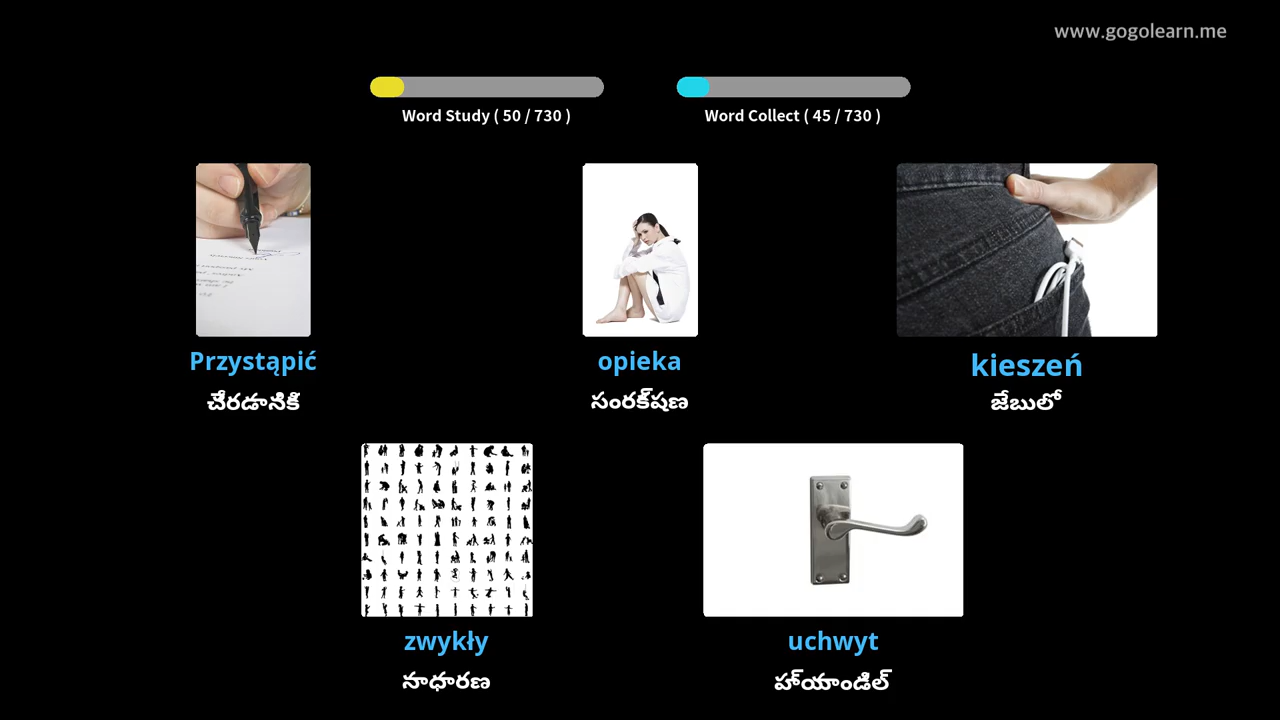 www.gogolearn.me
Word Study ( 50 / 730 )
Word Collect ( 45 / 730 )
Przystąpić
చేరడానికి
opieka
సంరక్షణ
kieszeń
జేబులో
zwykły
నాధారణ
uchwyt
హ్యాండిల్